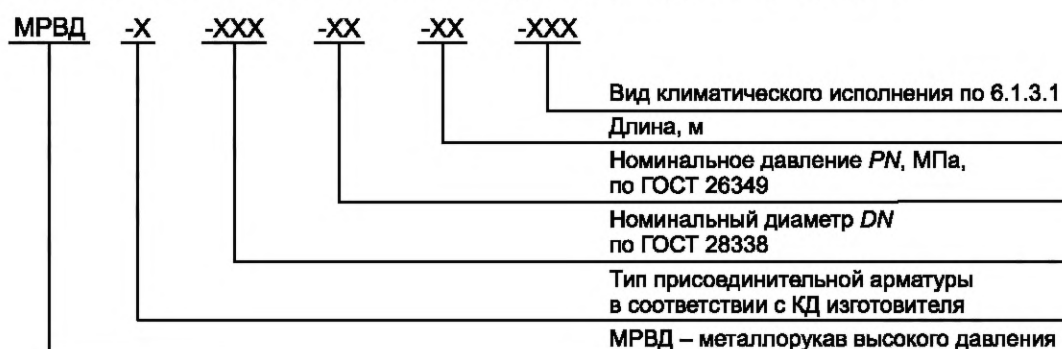 МРВД -Х -ХХХ -ХХ -ХХ -ХХХ
Вид климатического исполнения по 6.1.3.1
Длина, м
Номинальное давление PN, МПа,
по ГОСТ 26349
Номинальный диаметр DN
по ГОСТ 28338
Тип присоединительной арматуры
в соответствии с КД изготовителя
МРВД – металлорукав высокого давления